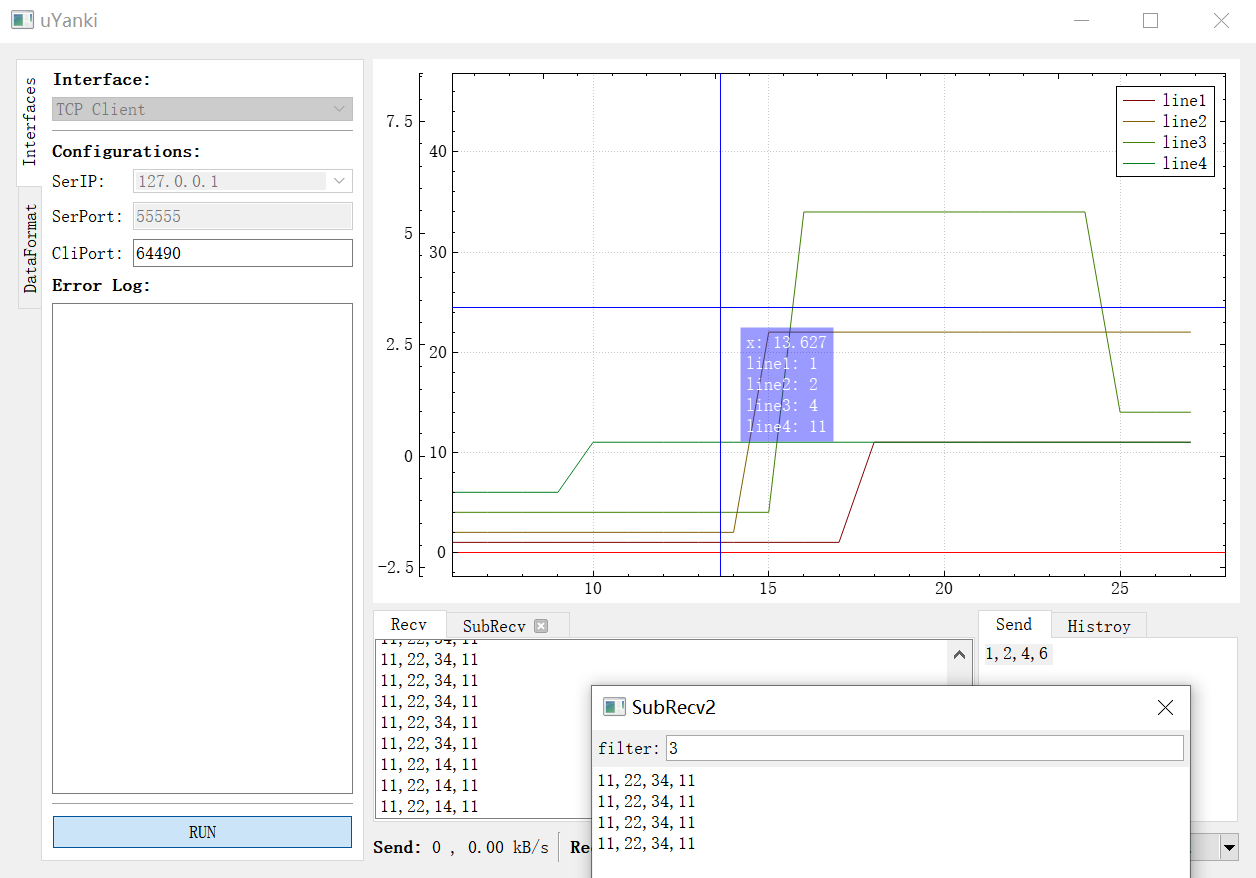 uYanki
Interfaces
DataFormat
Interface:
TCP Client
Configurations:
SerIP: 127.0.0.1
SerPort: 55555
CliPort: 64490
Error Log:
RUN
7.5
5
2.5
0
-2.5
40
30
20
10
0
10 15 20 25
line1
line2
line3
line4
x: 13.627
line1: 1
line2: 2
line3: 4
line4: 11
Recv SubRecv
11,22,34,11
11,22,34,11
11,22,34,11
11,22,34,11
11,22,34,11
11,22,34,11
11,22,14,11
11,22,14,11
11,22,14,11
Send: 0 , 0.00 kB/s
Send Histroy
1,2,4,6
SubRecv2
filter: 3
11,22,34,11
11,22,34,11
11,22,34,11
11,22,34,11